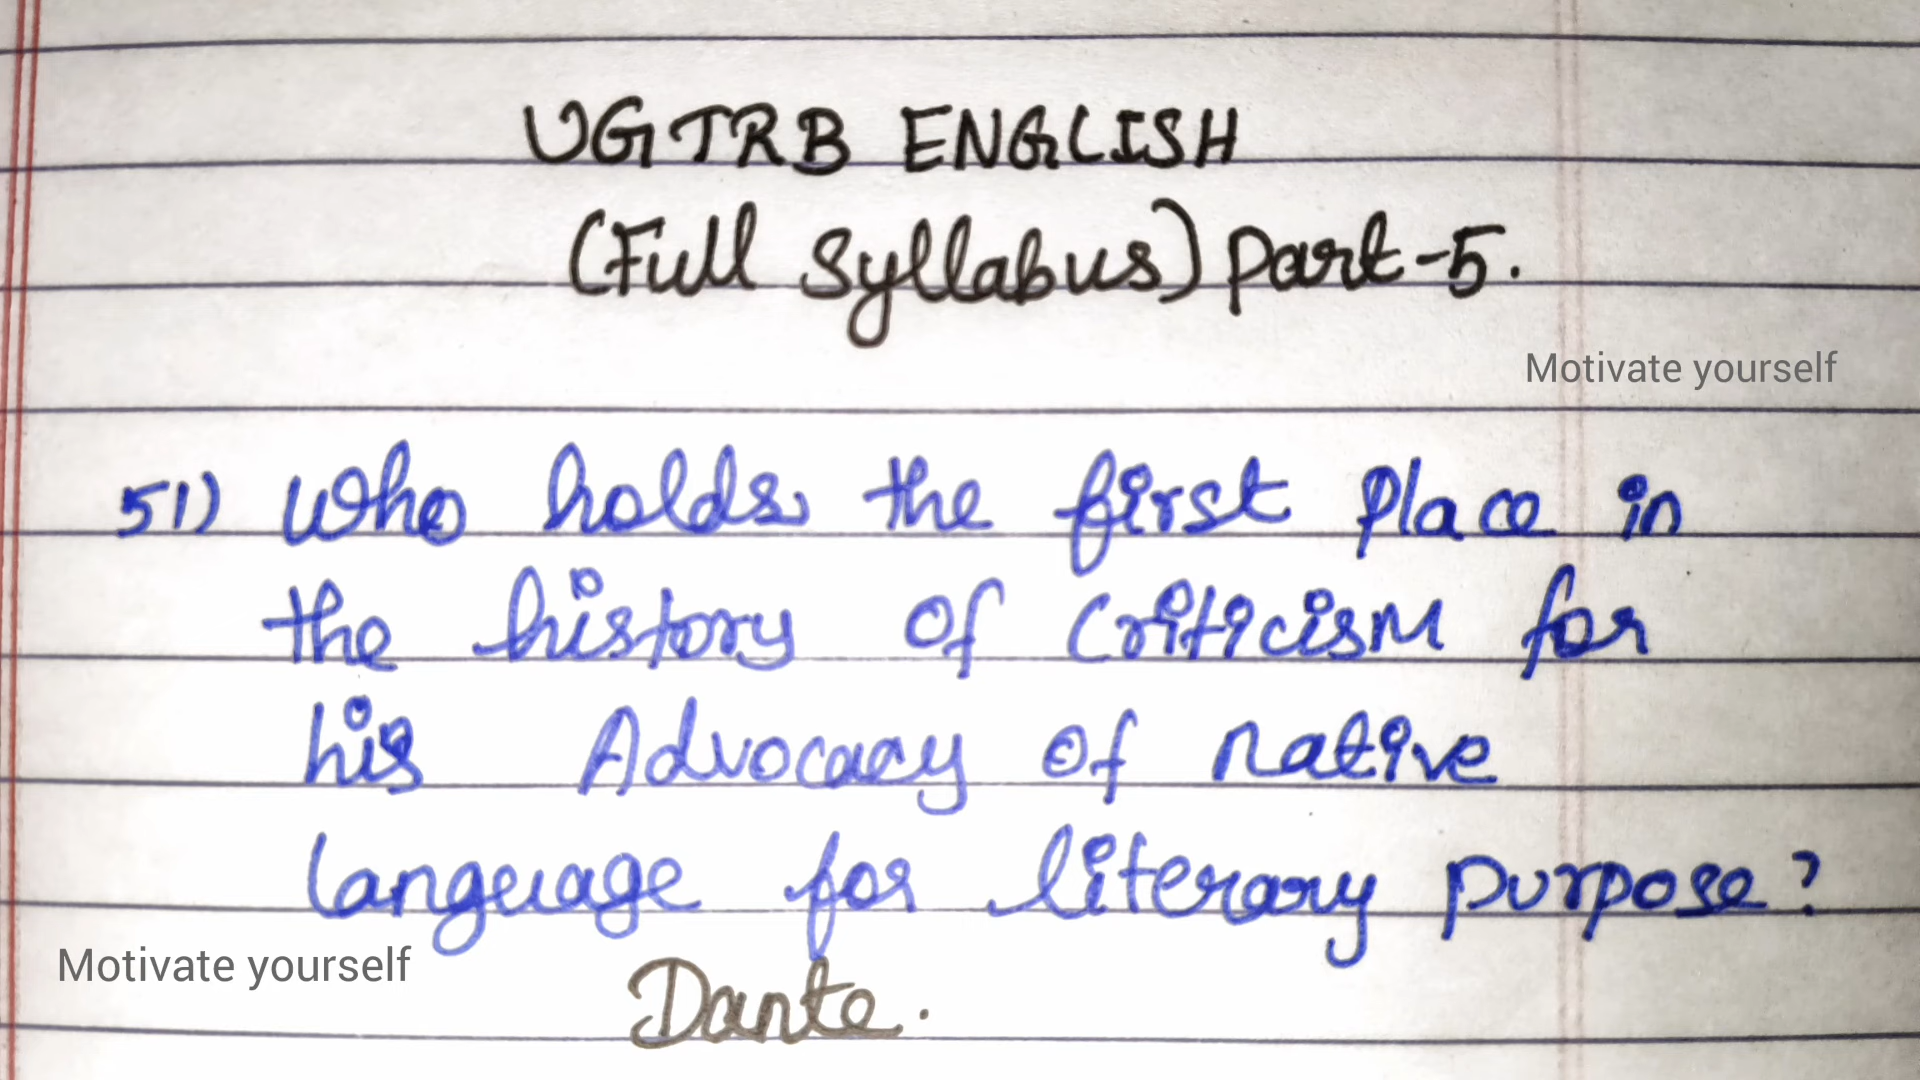 UGTRB ENGLISH
(Full Syllabus) Part-5.
Motivate yourself
51) Who holds the first place in
the history of Criticism for
his Advocacy of native
language for literary purpose?
Motivate yourself
Dante.